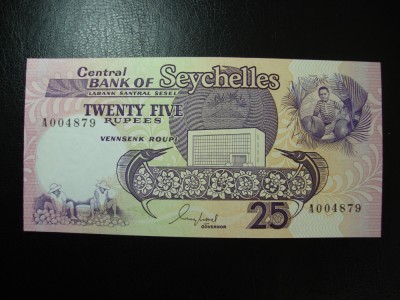 Central
BANK OF Seychelles
LABANK SANTRAL SESEL
TWENTY FIVE
RUPEES
A004879
VENNSENK ROUPI
25
A004879
GOVERNOR